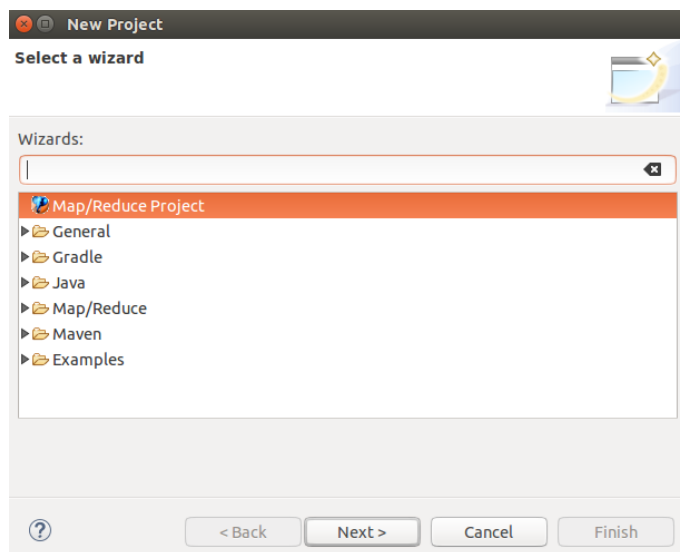 New Project
Select a wizard
Wizards:
Map/Reduce Project
General
Gradle
Java
Map/Reduce
Maven
Examples
< Back Next > Cancel Finish